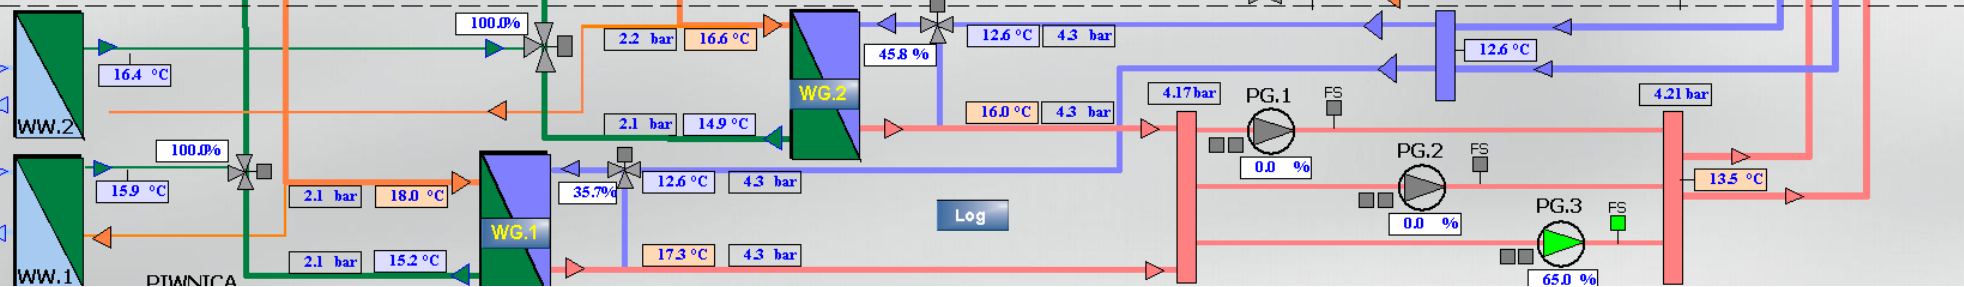 100.0%
2.2 bar
16.6 °C
45.8 %
12.6 °C
4.3 bar
12.6 °C
16.4 °C
WG.2
WW.2
2.1 bar
14.9 °C
16.0 °C
4.3 bar
4.17 bar
PG.1
FS
4.21 bar
0.0 %
100.0%
15.9 °C
2.1 bar
18.0 °C
35.7%
12.6 °C
4.3 bar
PG.2
FS
0.0 %
13.5 °C
WG.1
Log
PG.3
FS
65.0 %
2.1 bar
15.2 °C
17.3 °C
4.3 bar
WW.1
PIWNICA